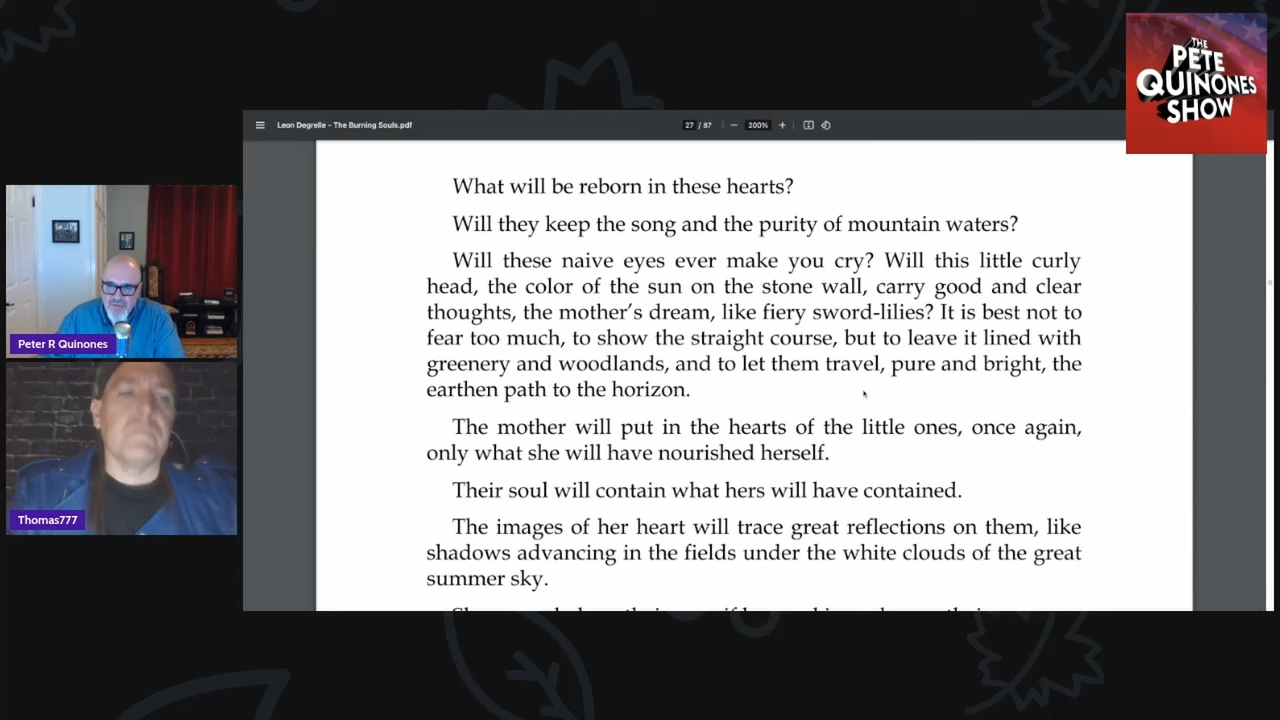 THE
PETE
QUINONES
SHOW
Leon Degrelle - The Burning Souls.pdf
27 / 87
200%
What will be reborn in these hearts?
Will they keep the song and the purity of mountain waters?
Will these naive eyes ever make you cry? Will this little curly
head, the color of the sun on the stone wall, carry good and clear
thoughts, the mother's dream, like fiery sword-lilies? It is best not to
fear too much, to show the straight course, but to leave it lined with
greenery and woodlands, and to let them travel, pure and bright, the
earthen path to the horizon.
The mother will put in the hearts of the little ones, once again,
only what she will have nourished herself.
Their soul will contain what hers will have contained.
The images of her heart will trace great reflections on them, like
shadows advancing in the fields under the white clouds of the great
summer sky.
Peter R Quinones
Thomas777